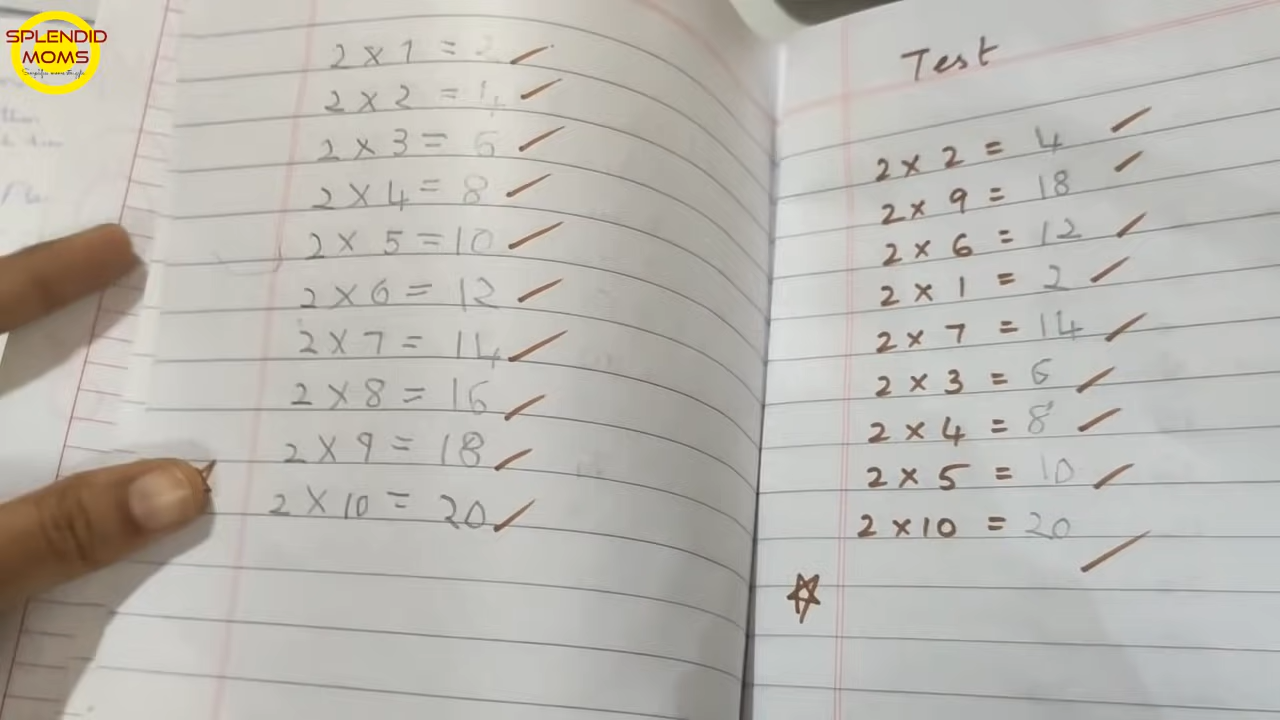 SPLENDID
MOMS
2 x 1 = 2
2 x 2 = 4
2 x 3 = 6
2 x 4 = 8
2 x 5 = 10
2 x 6 = 12
2 x 7 = 14
2 x 8 = 16
2 x 9 = 18
2 x 10 = 20
Test
2 x 2 = 4
2 x 9 = 18
2 x 6 = 12
2 x 1 = 2
2 x 7 = 14
2 x 3 = 6
2 x 4 = 8
2 x 5 = 10
2 x 10 = 20